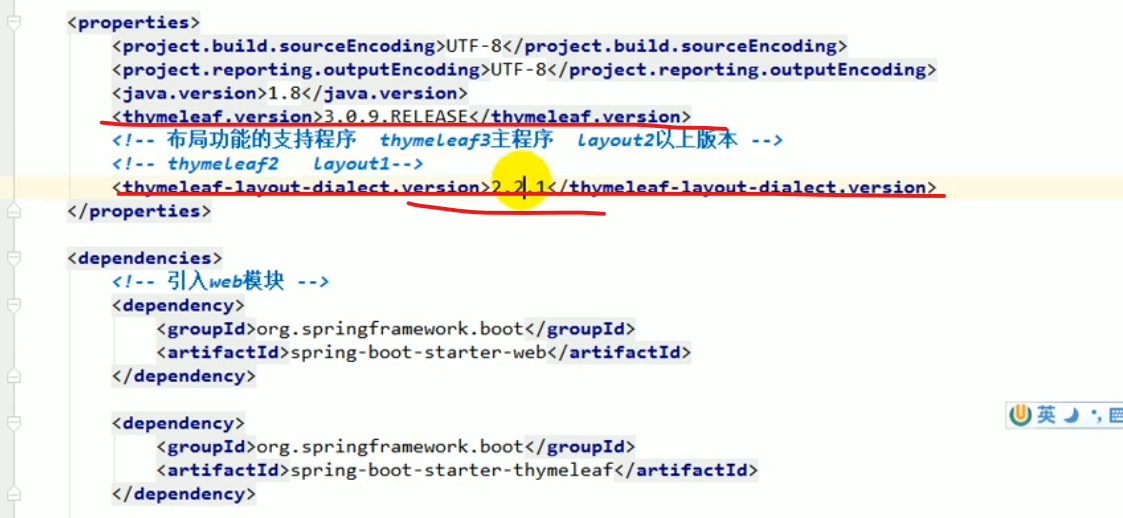 <properties>
<project.build.sourceEncoding>UTF-8</project.build.sourceEncoding>
<project.reporting.outputEncoding>UTF-8</project.reporting.outputEncoding>
<java.version>1.8</java.version>
<thymeleaf.version>3.0.9.RELEASE</thymeleaf.version>
<!-- 布局功能的支持程序  thymeleaf3主程序  layout2以上版本 -->
<!-- thymeleaf2   layout1-->
<thymeleaf-layout-dialect.version>2.2.1</thymeleaf-layout-dialect.version>
</properties>
<dependencies>
<!-- 引入web模块 -->
<dependency>
<groupId>org.springframework.boot</groupId>
<artifactId>spring-boot-starter-web</artifactId>
</dependency>
<dependency>
<groupId>org.springframework.boot</groupId>
<artifactId>spring-boot-starter-thymeleaf</artifactId>
</dependency>
英